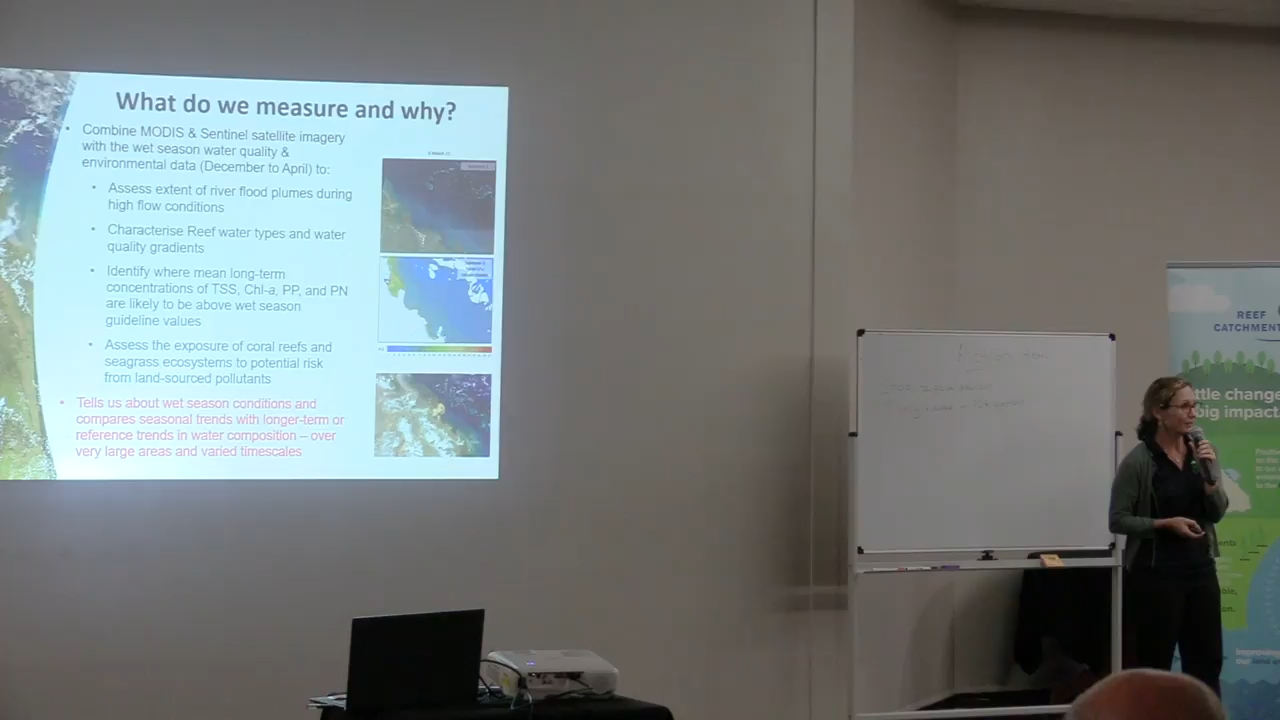 What do we measure and why?
• Combine MODIS & Sentinel satellite imagery
with the wet season water quality &
environmental data (December to April) to:
• Assess extent of river flood plumes during
high flow conditions
• Characterise Reef water types and water
quality gradients
• Identify where mean long-term
concentrations of TSS, Chl-a, PP, and PN
are likely to be above wet season
guideline values
• Assess the exposure of coral reefs and
seagrass ecosystems to potential risk
from land-sourced pollutants
• Tells us about wet season conditions and
compares seasonal trends with longer-term or
reference trends in water composition – over
very large areas and varied timescales
REEF
CATCHMENT
ttle change
big impact